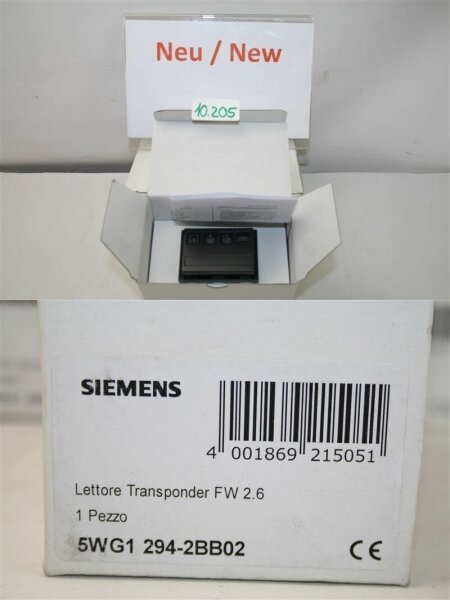 Neu / New
10.205
SIEMENS
4 001869 215051
Lettore Transponder FW 2.6
1 Pezzo
5WG1 294-2BB02
CE